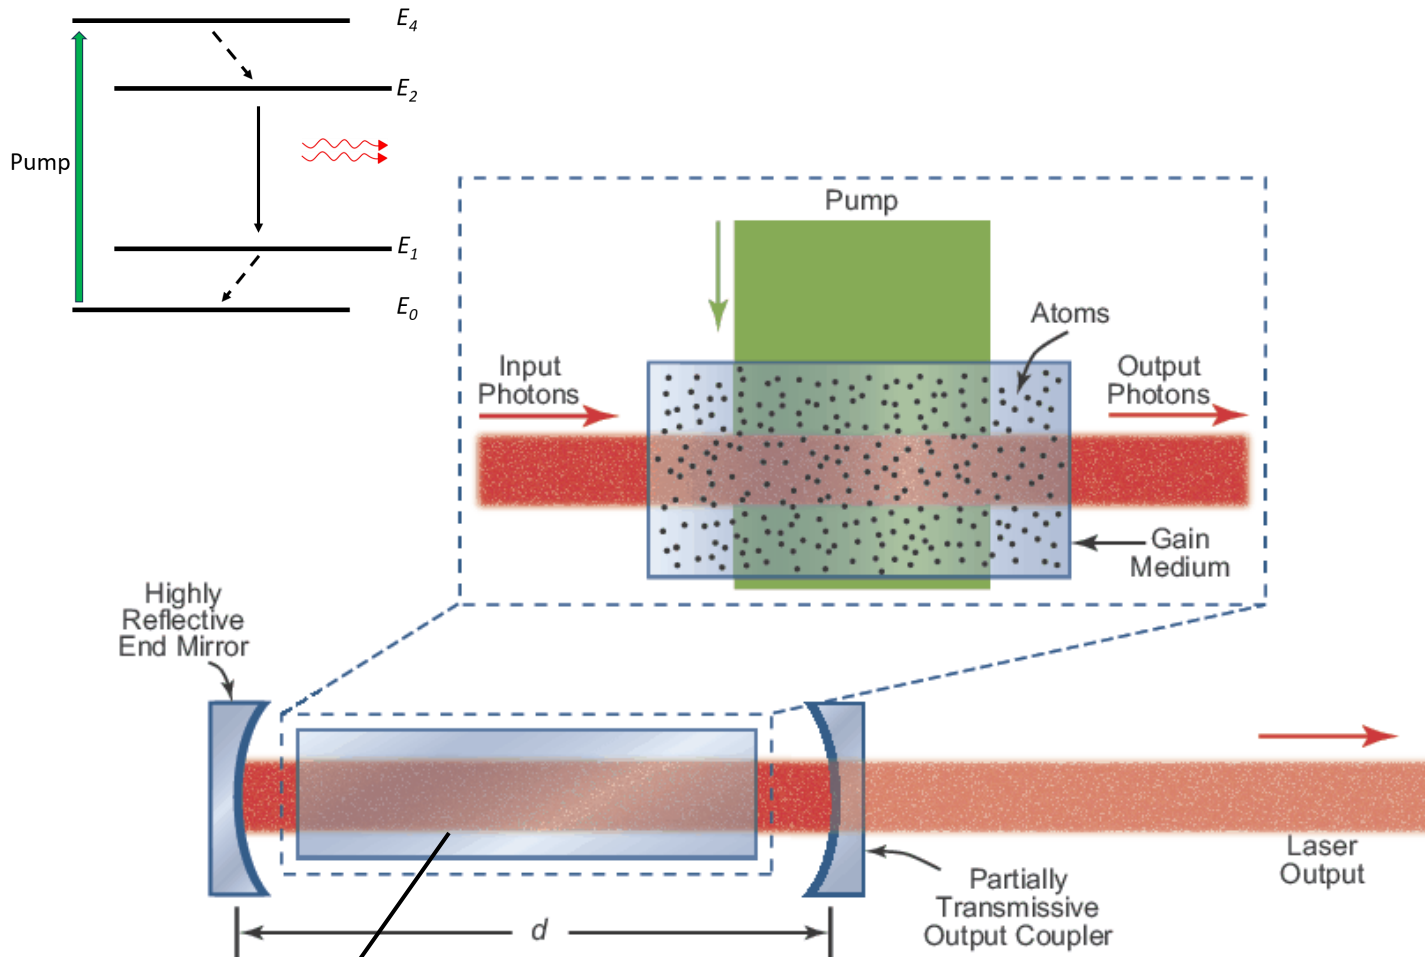 E4
E2
Pump
E1
E0
Pump
Atoms
Input
Photons
Output
Photons
Gain
Medium
Highly
Reflective
End Mirror
Laser
Output
Partially
Transmissive
Output Coupler
d